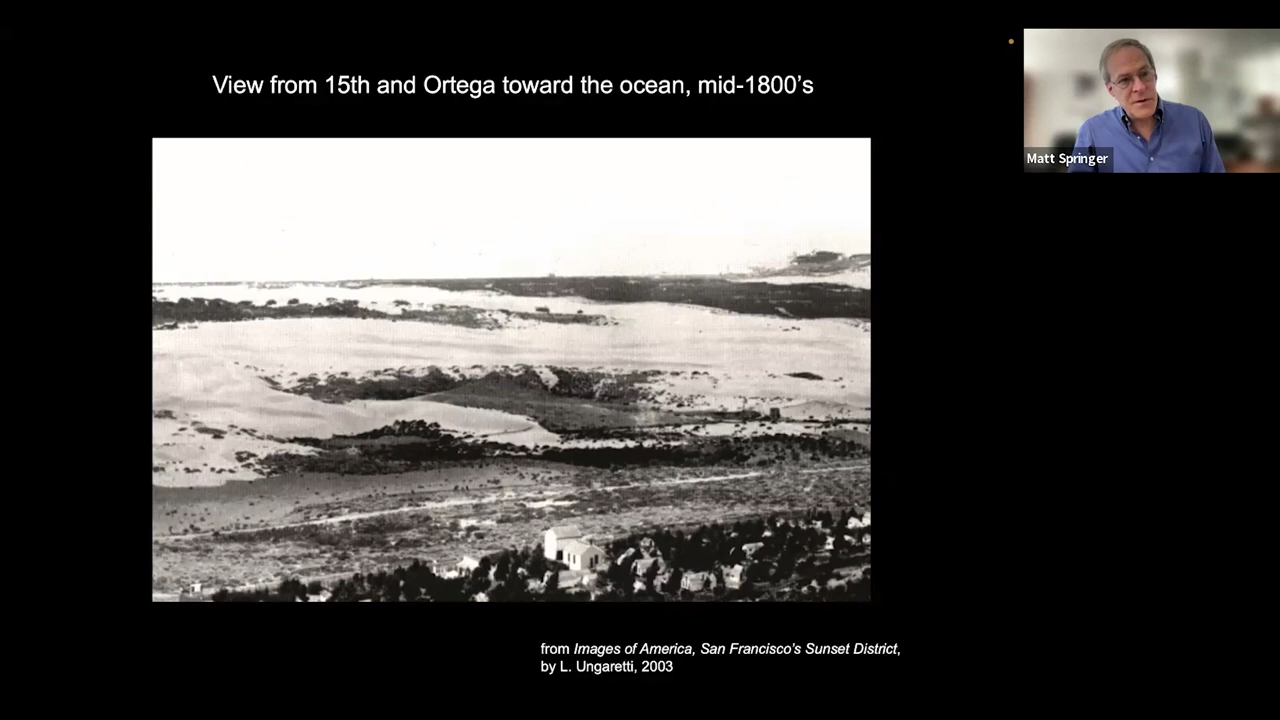 View from 15th and Ortega toward the ocean, mid-1800’s
Matt Springer
from Images of America, San Francisco’s Sunset District,
by L. Ungaretti, 2003